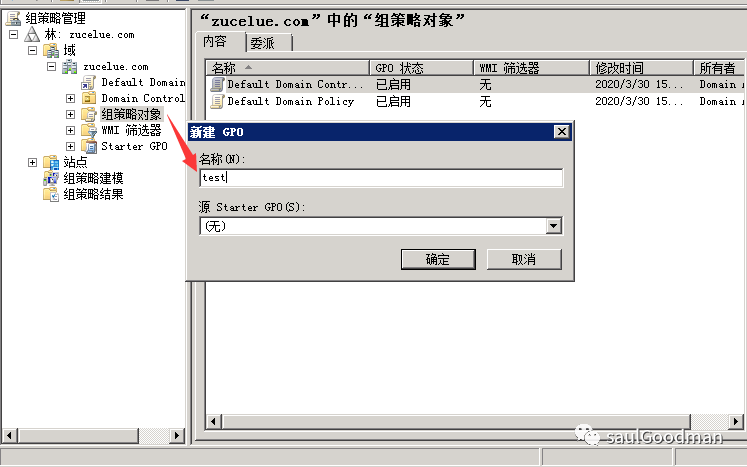 组策略管理
林: zucelue.com
域
zucelue.com
Default Domain
Domain Control
组策略对象
WMI 筛选器
Starter GPO
站点
组策略建模
组策略结果
“zucelue.com”中的“组策略对象”
内容
委派
名称 GPO 状态 WMI 筛选器 修改时间 所有者
Default Domain Contr... 已启用 无 2020/3/30 15... Domain
Default Domain Policy 已启用 无 2020/3/30 15... Domain
新建 GPO
名称(N):
test
源 Starter GPO(S):
(无)
确定
取消
saulGoodman